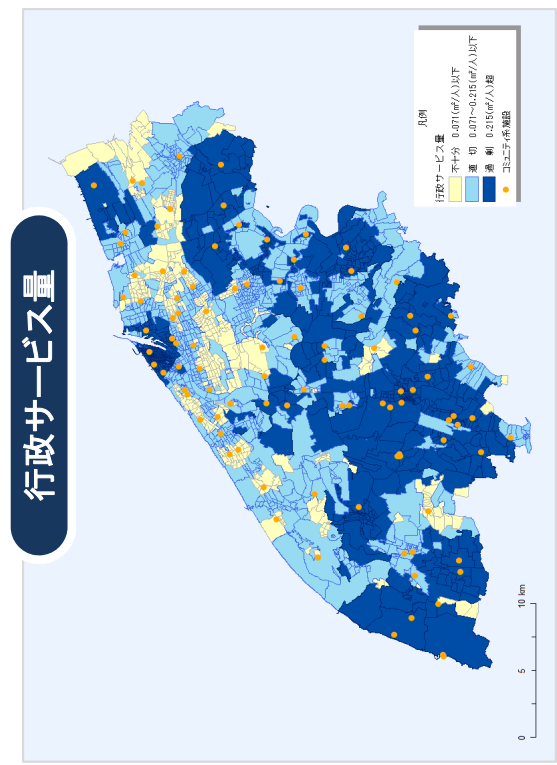 行政サービス量
凡例
行政サービス量
不十分 0.071(㎡/人)以下
適 切 0.071～0.215(㎡/人)以下
過 剰 0.215(㎡/人)超
コミュニティ系施設
0 5 10 km